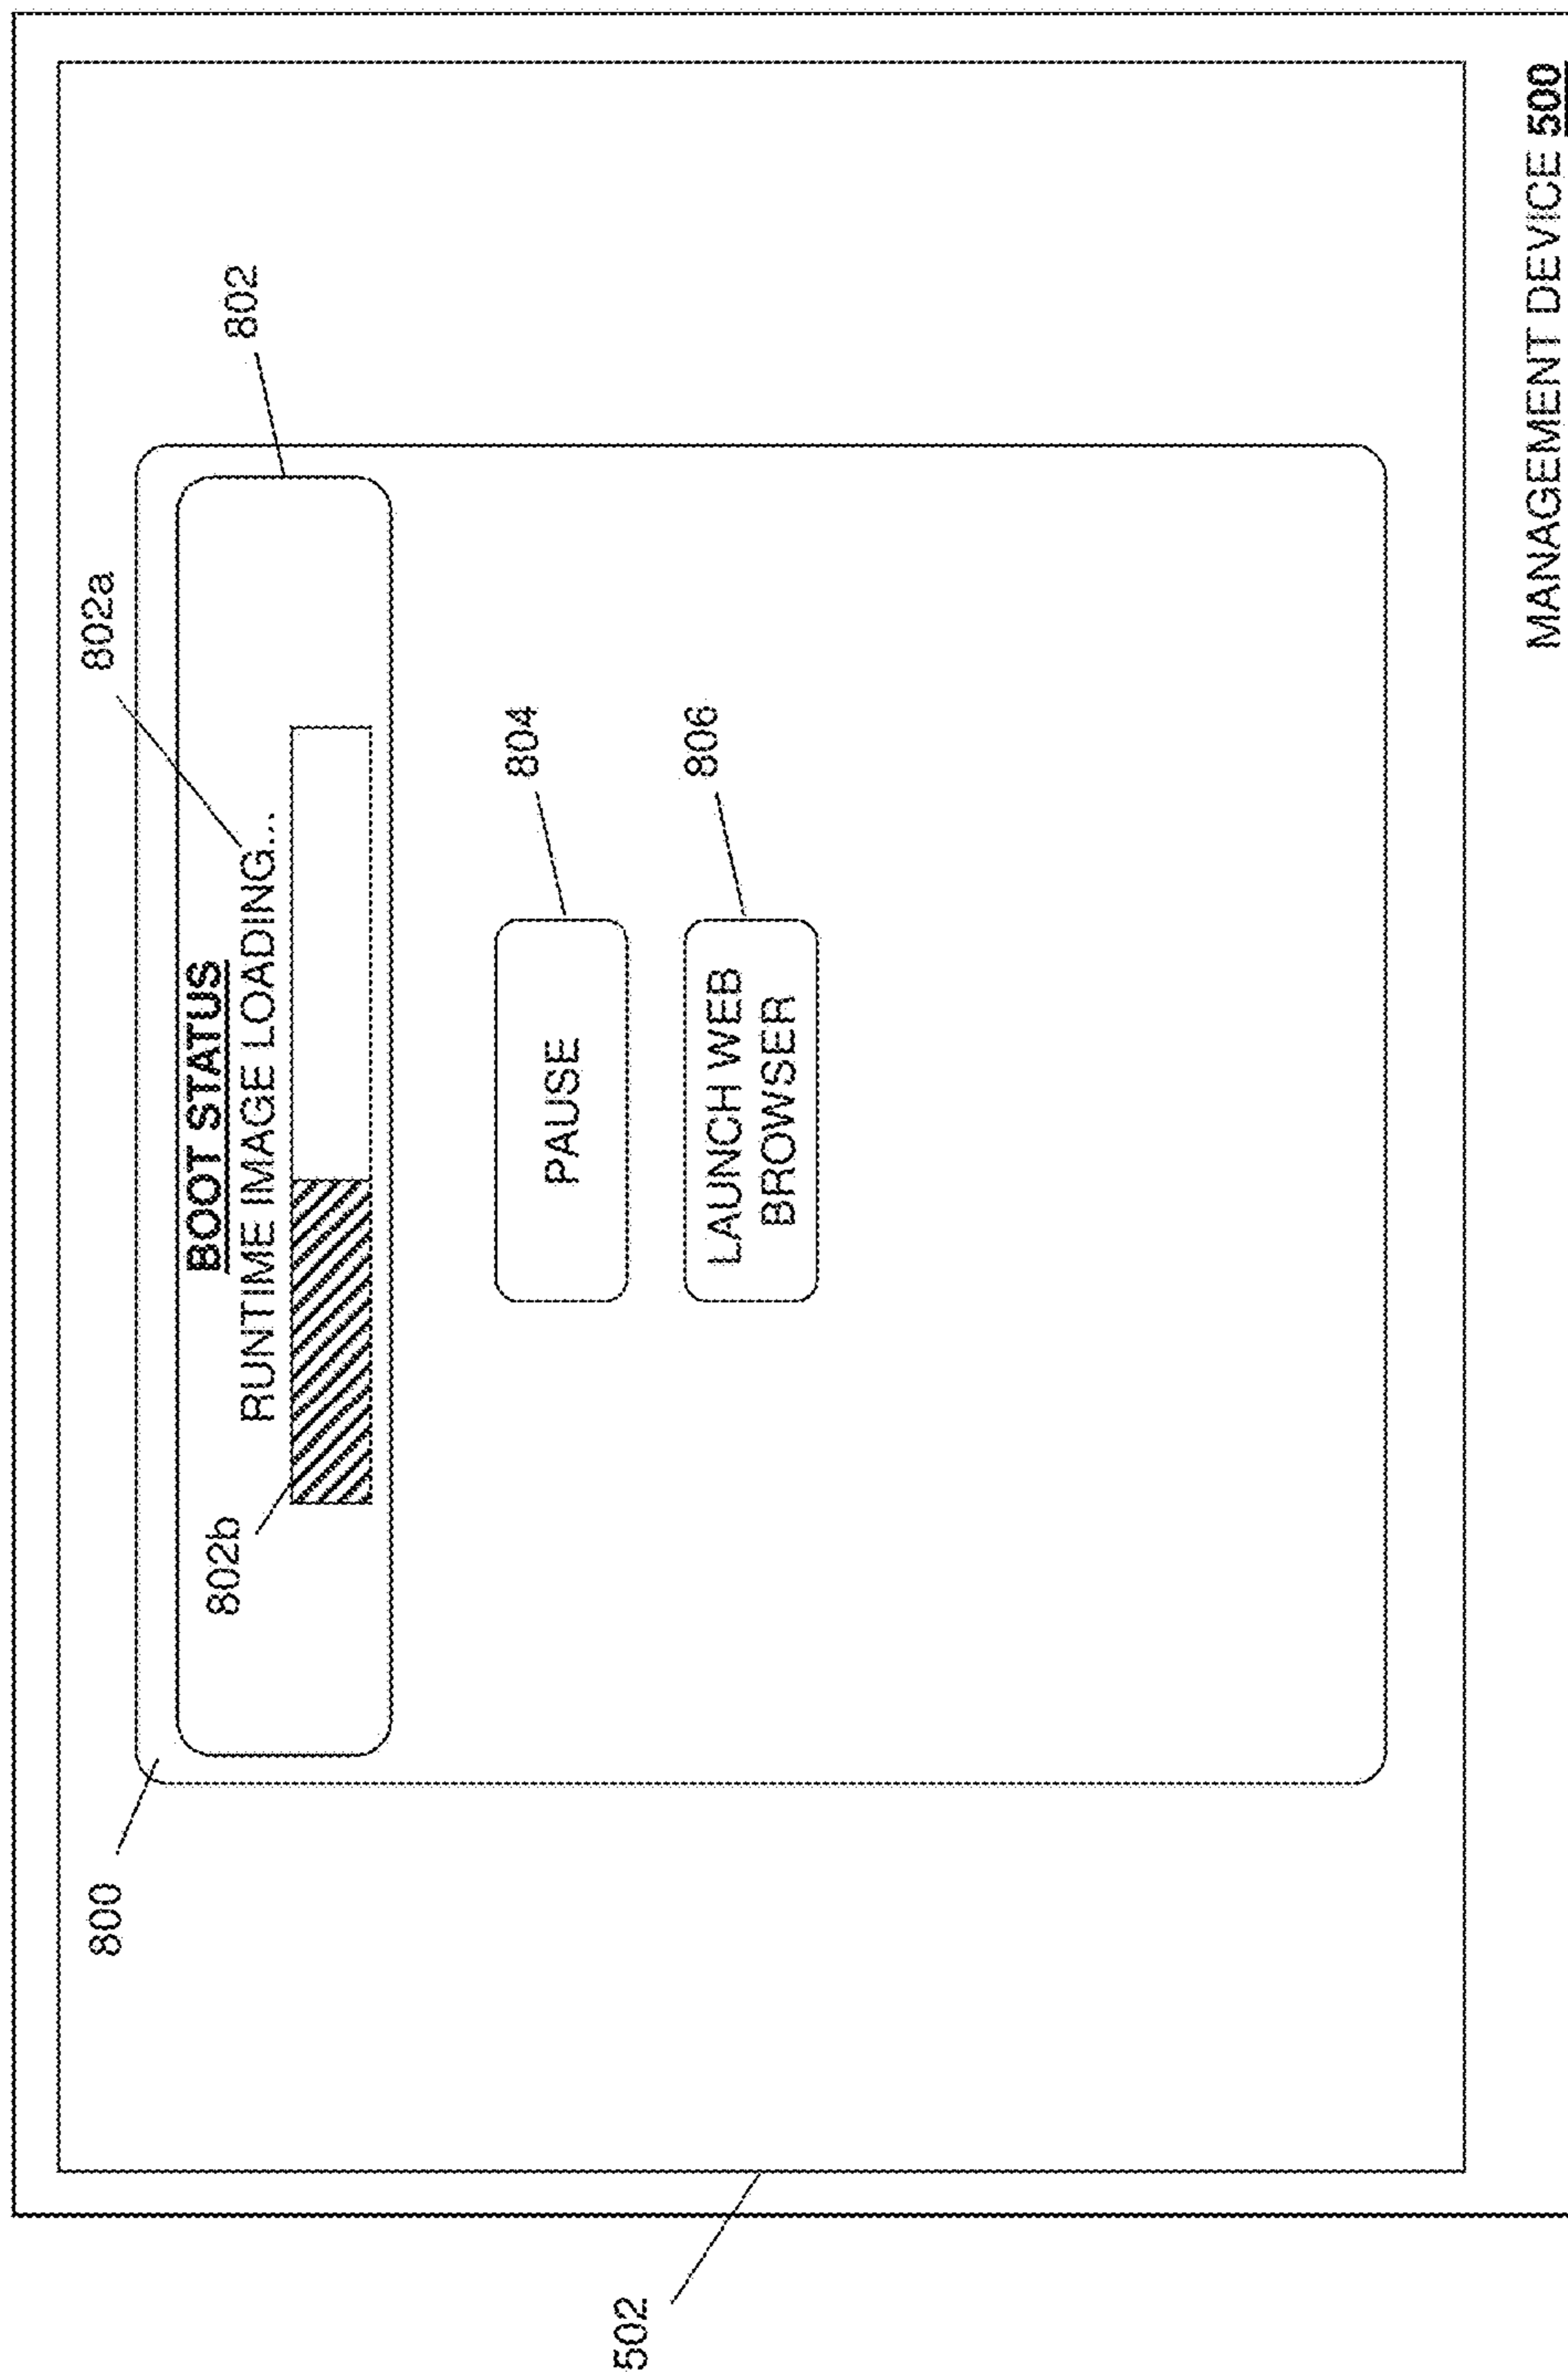 800
802b
802a
802
BOOT STATUS
RUNTIME IMAGE LOADING...
PAUSE
804
LAUNCH WEB
BROWSER
806
502
MANAGEMENT DEVICE 500